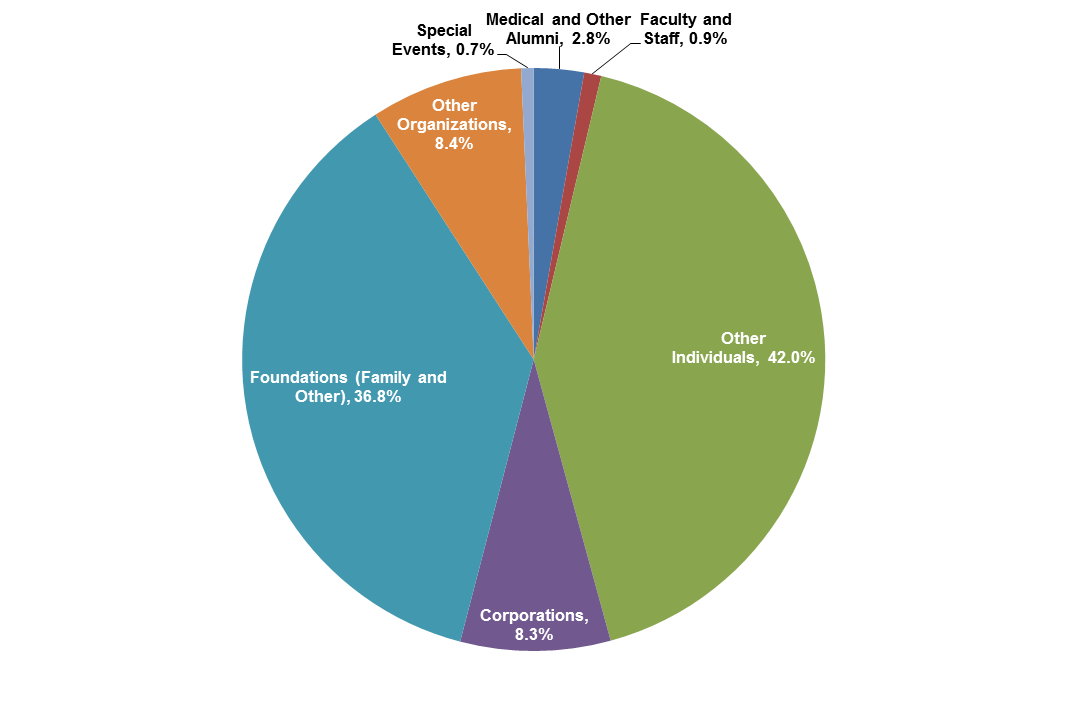 Special
Events, 0.7%
Medical and Other
Alumni, 2.8%
Faculty and
Staff, 0.9%
Other
Organizations,
8.4%
Other
Individuals, 42.0%
Foundations (Family and
Other), 36.8%
Corporations,
8.3%